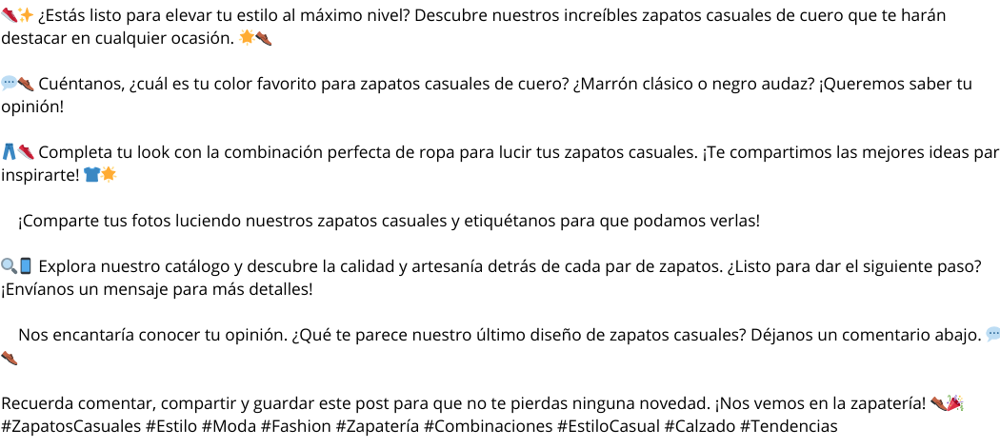 👟✨ ¿Estás listo para elevar tu estilo al máximo nivel? Descubre nuestros increíbles zapatos casuales de cuero que te harán
destacar en cualquier ocasión. 🌟👞
💬👞 Cuéntanos, ¿cuál es tu color favorito para zapatos casuales de cuero? ¿Marrón clásico o negro audaz? ¡Queremos saber tu
opinión!
👖👟 Completa tu look con la combinación perfecta de ropa para lucir tus zapatos casuales. ¡Te compartimos las mejores ideas par
inspirarte! 👕🌟
¡Comparte tus fotos luciendo nuestros zapatos casuales y etiquétanos para que podamos verlas!
🔍📱 Explora nuestro catálogo y descubre la calidad y artesanía detrás de cada par de zapatos. ¿Listo para dar el siguiente paso?
¡Envíanos un mensaje para más detalles!
Nos encantaría conocer tu opinión. ¿Qué te parece nuestro último diseño de zapatos casuales? Déjanos un comentario abajo. 💬
👞
Recuerda comentar, compartir y guardar este post para que no te pierdas ninguna novedad. ¡Nos vemos en la zapatería! 👞🎉
#ZapatosCasuales #Estilo #Moda #Fashion #Zapatería #Combinaciones #EstiloCasual #Calzado #Tendencias